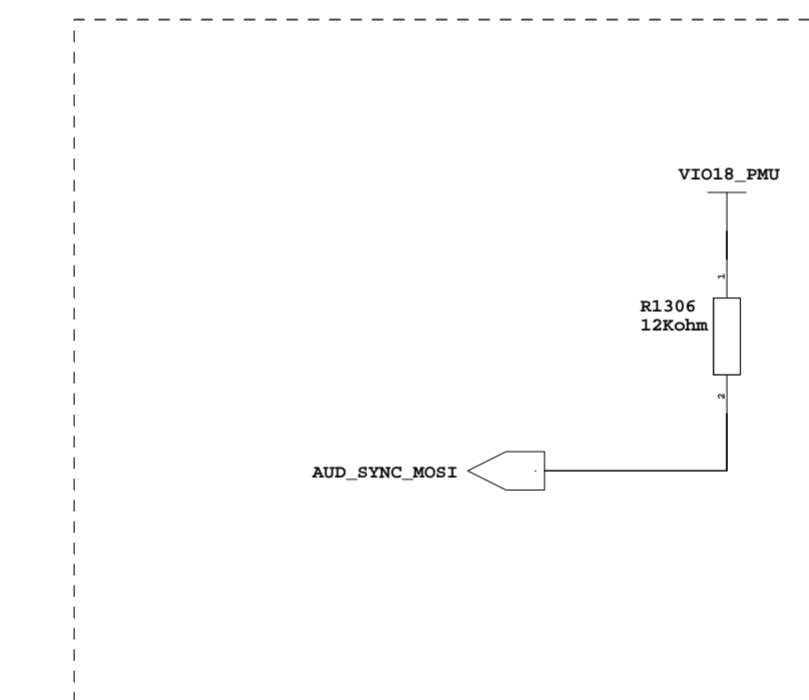 VIO18_PMU
1
R1306
12Kohm
2
AUD_SYNC_MOSI